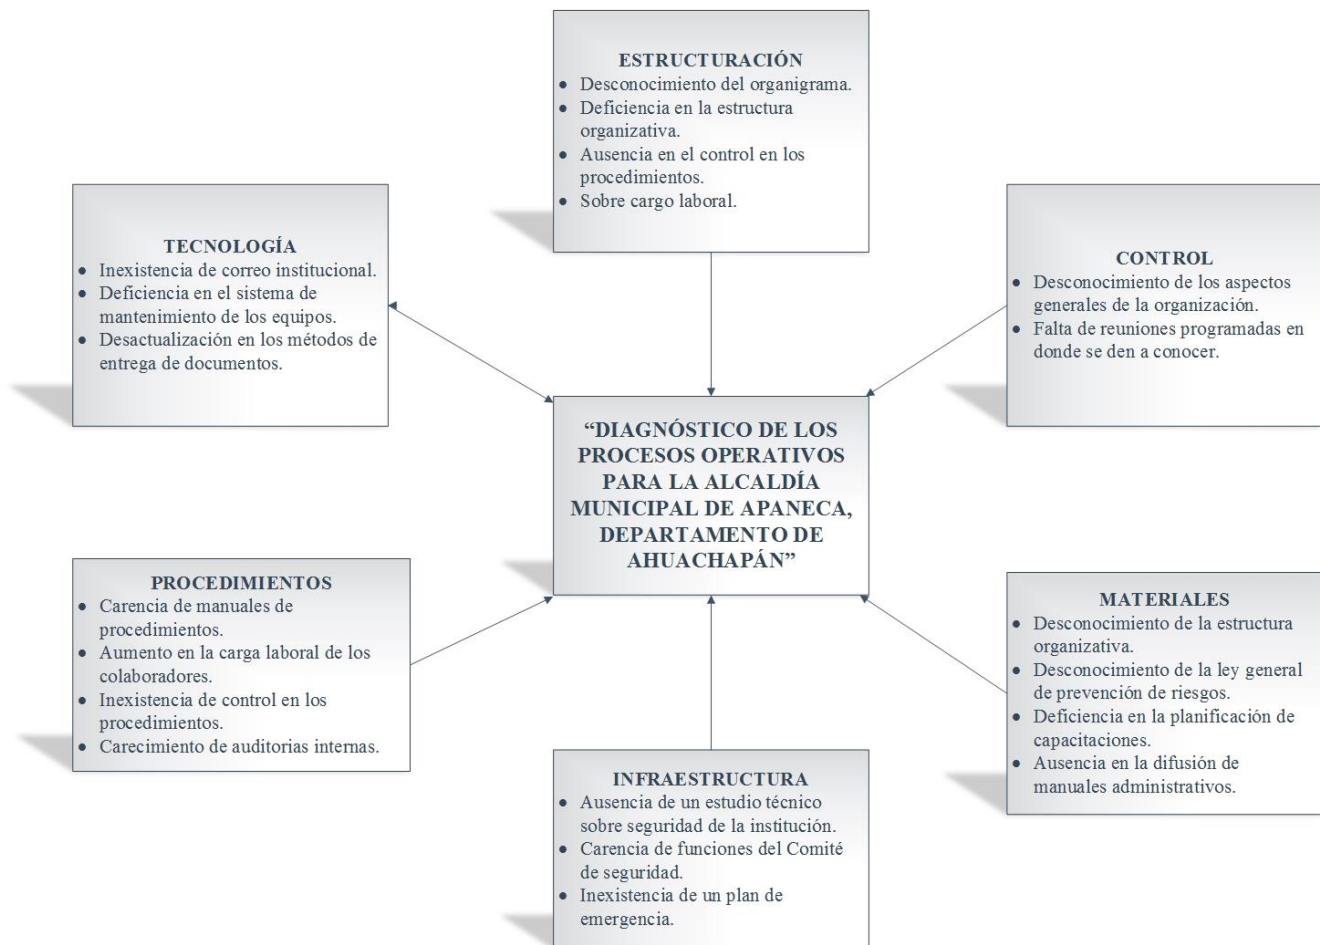 ESTRUCTURACIÓN
● Desconocimiento del organigrama.
● Deficiencia en la estructura
organizativa.
● Ausencia en el control en los
procedimientos.
● Sobre cargo laboral.
TECNOLOGÍA
● Inexistencia de correo institucional.
● Deficiencia en el sistema de
mantenimiento de los equipos.
● Desactualización en los métodos de
entrega de documentos.
CONTROL
● Desconocimiento de los aspectos
generales de la organización.
● Falta de reuniones programadas en
donde se den a conocer.
“DIAGNÓSTICO DE LOS
PROCESOS OPERATIVOS
PARA LA ALCALDÍA
MUNICIPAL DE APANECA,
DEPARTAMENTO DE
AHUACHAPÁN”
PROCEDIMIENTOS
● Carencia de manuales de
procedimientos.
● Aumento en la carga laboral de los
colaboradores.
● Inexistencia de control en los
procedimientos.
● Carecimiento de auditorias internas.
MATERIALES
● Desconocimiento de la estructura
organizativa.
● Desconocimiento de la ley general
de prevención de riesgos.
● Deficiencia en la planificación de
capacitaciones.
● Ausencia en la difusión de
manuales administrativos.
INFRAESTRUCTURA
● Ausencia de un estudio técnico
sobre seguridad de la institución.
● Carencia de funciones del Comité
de seguridad.
● Inexistencia de un plan de
emergencia.